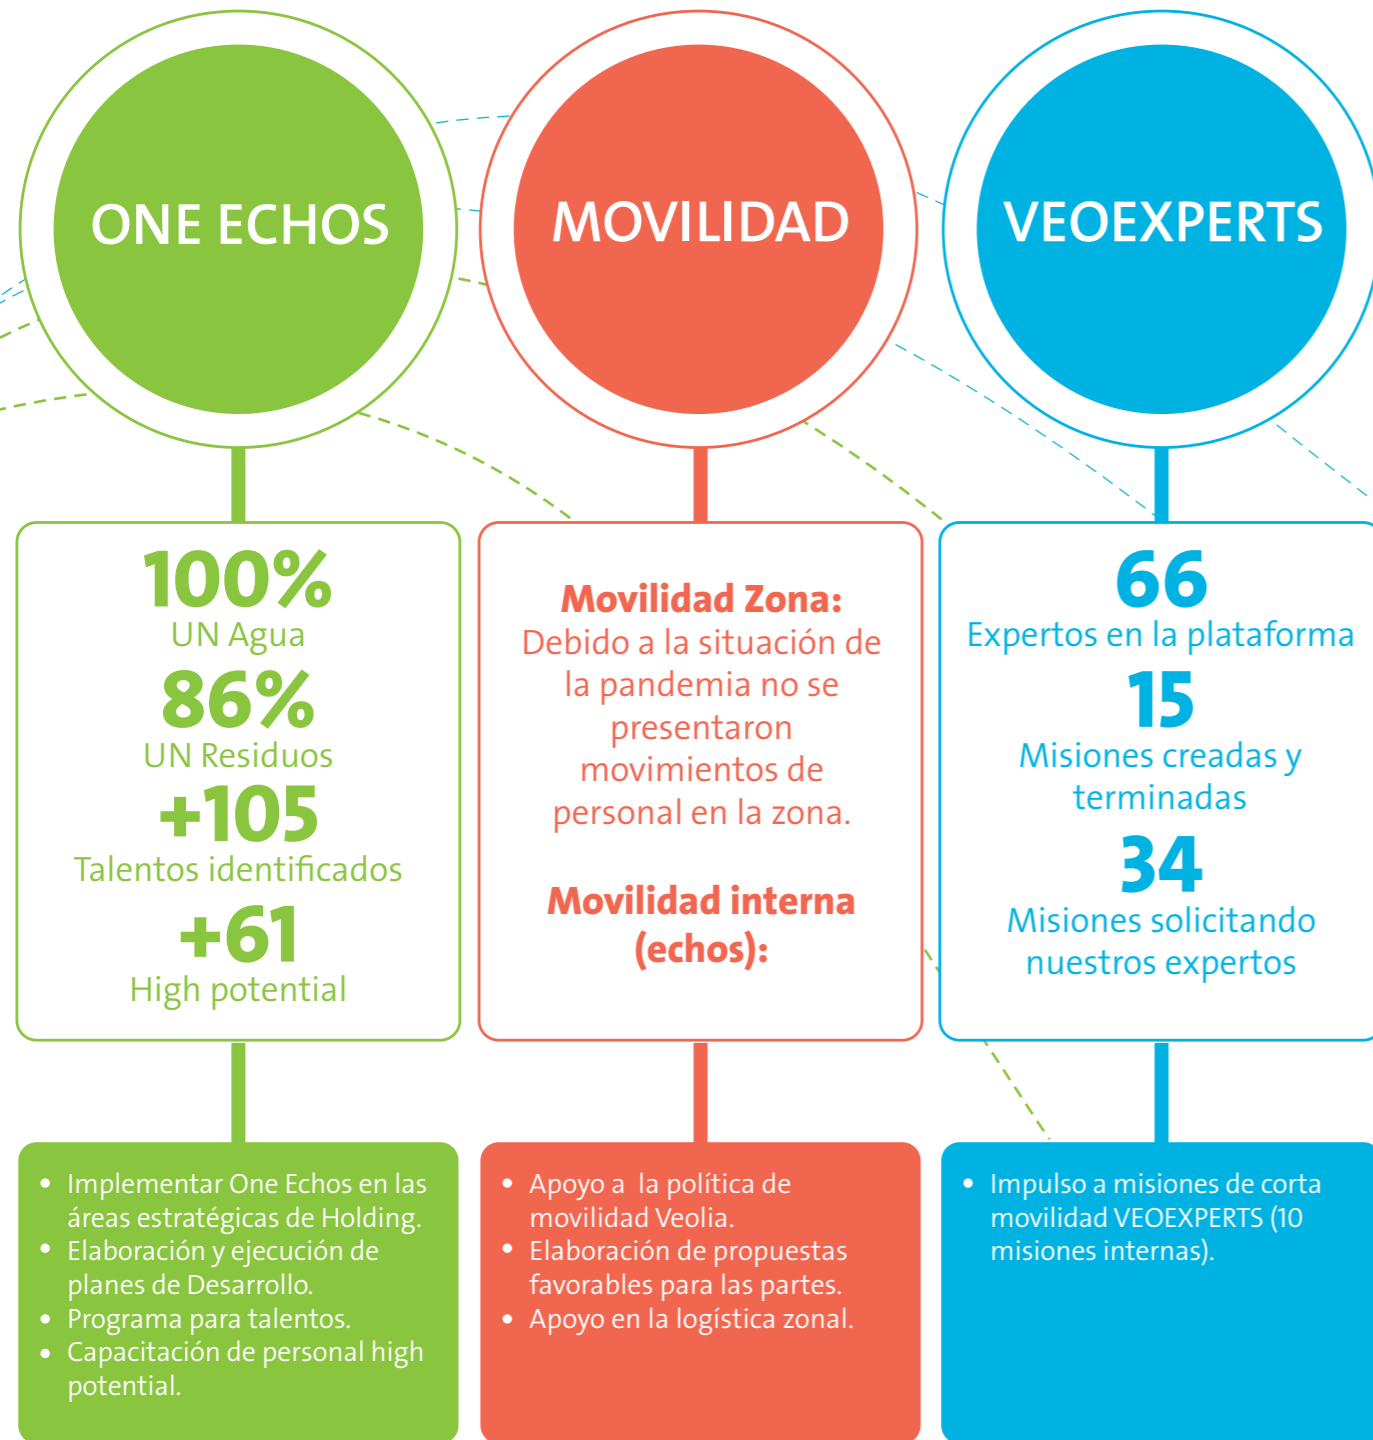 ONE ECHOS
100%
UN Agua
86%
UN Residuos
+105
Talentos identificados
+61
High potential
• Implementar One Echos en las
áreas estratégicas de Holding.
• Elaboración y ejecución de
planes de Desarrollo.
• Programa para talentos.
• Capacitación de personal high
potential.
MOVILIDAD
Movilidad Zona:
Debido a la situación de
la pandemia no se
presentaron
movimientos de
personal en la zona.
Movilidad interna
(echos):
• Apoyo a la política de
movilidad Veolia.
• Elaboración de propuestas
favorables para las partes.
• Apoyo en la logística zonal.
VEOEXPERTS
66
Expertos en la plataforma
15
Misiones creadas y
terminadas
34
Misiones solicitando
nuestros expertos
• Impulso a misiones de corta
movilidad VEOEXPERTS (10
misiones internas).